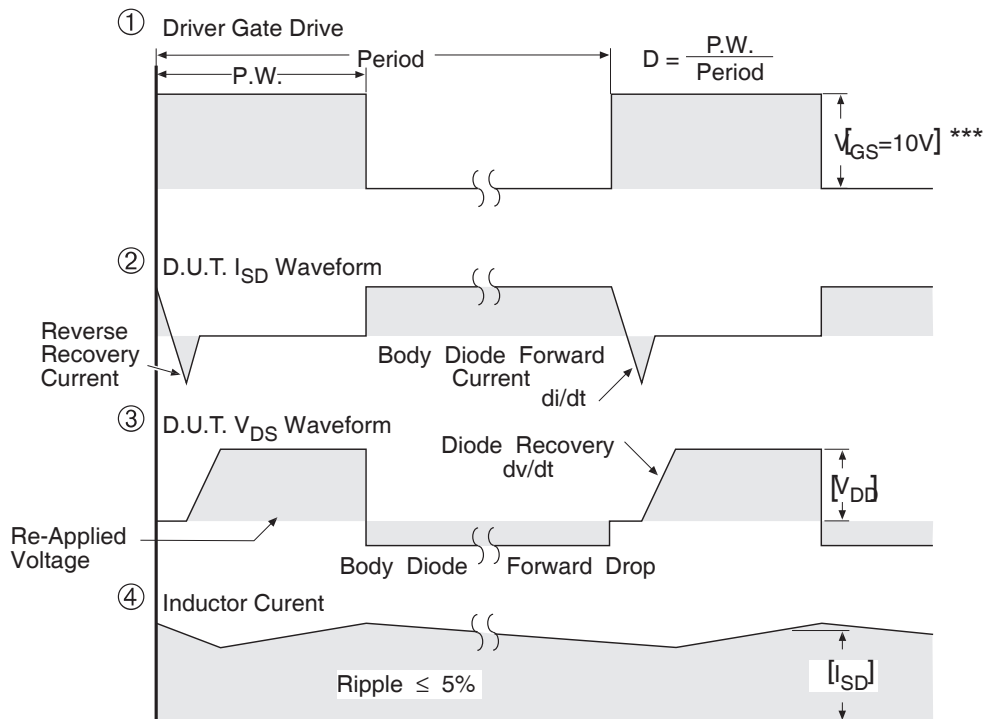 ① Driver Gate Drive
Period
P.W.
D = P.W.
Period
V[GS=10V] ***
② D.U.T. ISD Waveform
Reverse
Recovery
Current
Body Diode Forward
Current
di/dt
③ D.U.T. VDS Waveform
Diode Recovery
dv/dt
[VDD]
Re-Applied
Voltage
Body Diode Forward Drop
④ Inductor Curent
Ripple ≤ 5%
[ISD]